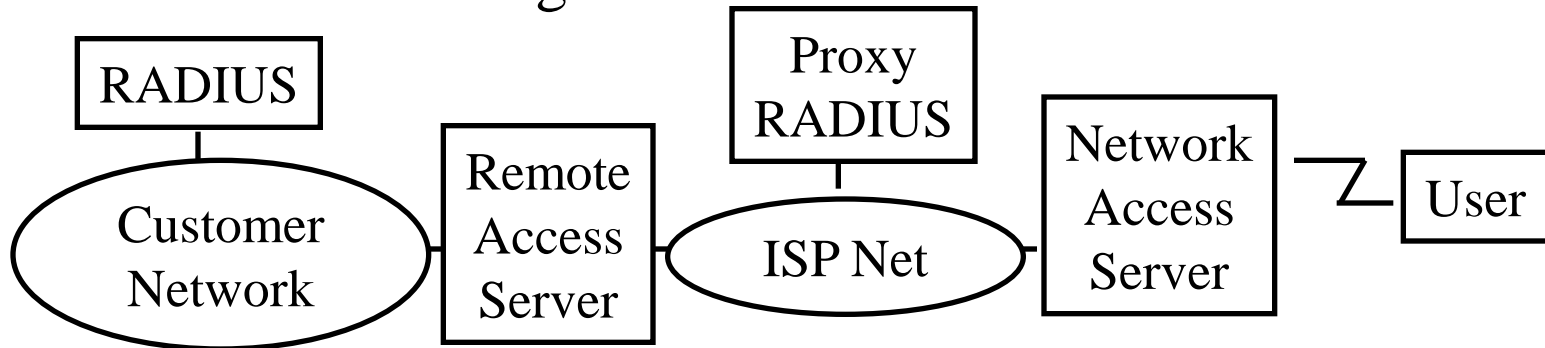 RADIUS
Customer
Network
Remote
Access
Server
Proxy
RADIUS
ISP Net
Network
Access
Server
User